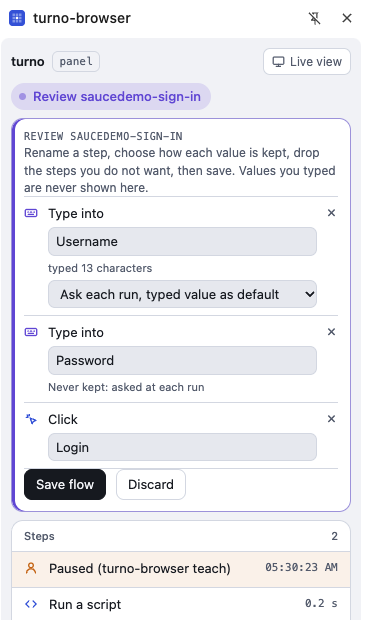 turno-browser
turno panel Live view
Review saucedemo-sign-in
REVIEW SAUCEDEMO-SIGN-IN
Rename a step, choose how each value is kept, drop
the steps you do not want, then save. Values you typed
are never shown here.
Type into
Username
typed 13 characters
Ask each run, typed value as default
Type into
Password
Never kept: asked at each run
Click
Login
Save flow Discard
Steps 2
Paused (turno-browser teach) 05:30:23 AM
Run a script 0.2 s